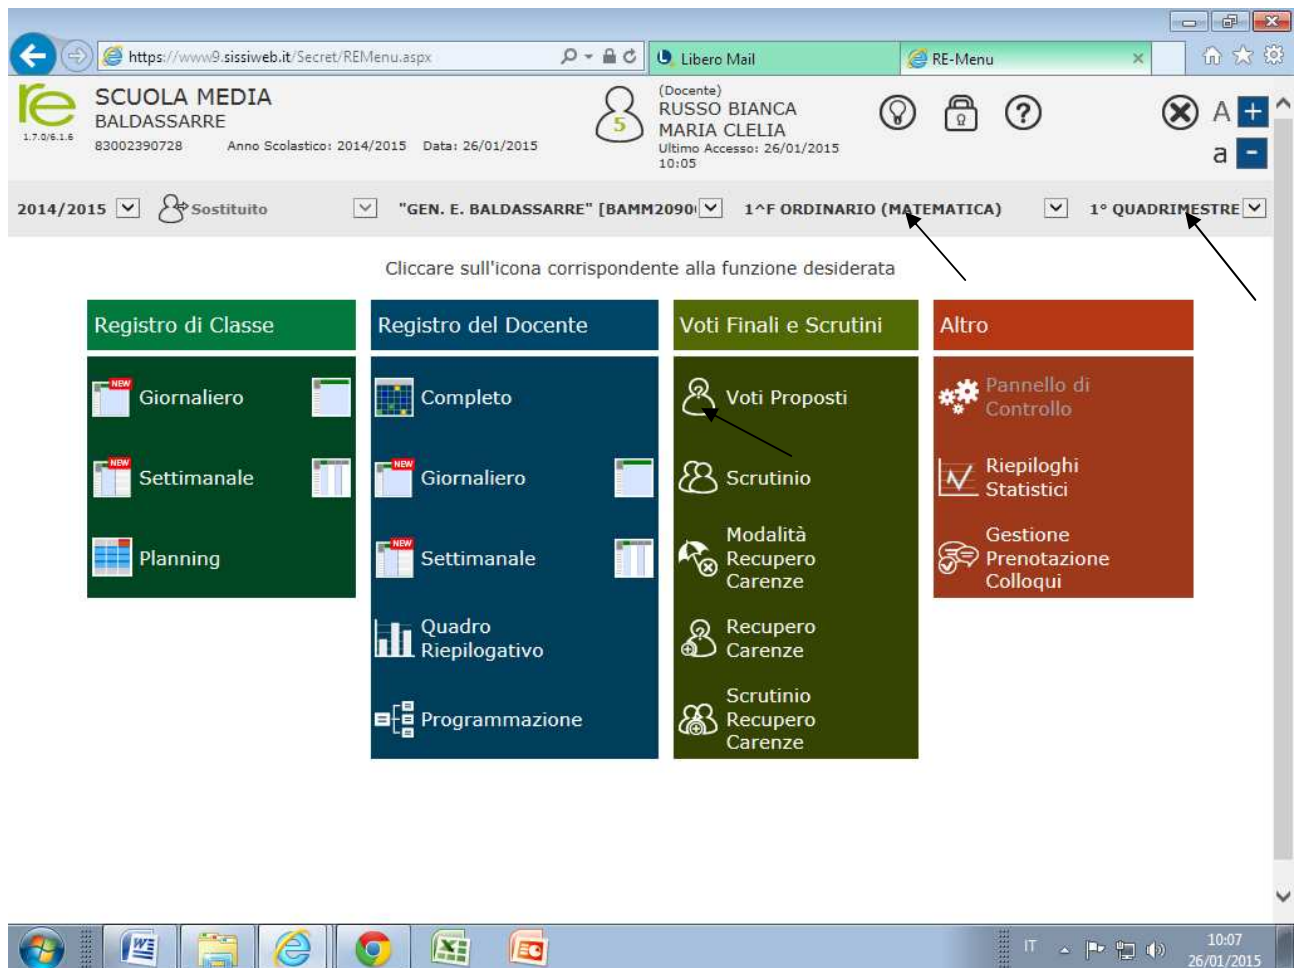 https://www9.sissiweb.it/Secret/REMenu.aspx
Libero Mail
RE-Menu
re
1.7.0/6.1.6
SCUOLA MEDIA
BALDASSARRE
83002390728 Anno Scolastico: 2014/2015 Data: 26/01/2015
5
(Docente)
RUSSO BIANCA
MARIA CLELIA
Ultimo Accesso: 26/01/2015
10:05
A +
a -
2014/2015 Sostituito "GEN. E. BALDASSARRE" [BAMM2090 1^F ORDINARIO (MATEMATICA) 1° QUADRIMESTRE
Cliccare sull'icona corrispondente alla funzione desiderata
Registro di Classe
NEW
Giornaliero
NEW
Settimanale
Planning
Registro del Docente
Completo
NEW
Giornaliero
NEW
Settimanale
Quadro
Riepilogativo
Programmazione
Voti Finali e Scrutini
Voti Proposti
Scrutinio
Modalità
Recupero
Carenze
Recupero
Carenze
Scrutinio
Recupero
Carenze
Altro
Pannello di
Controllo
Riepiloghi
Statistici
Gestione
Prenotazione
Colloqui
IT
10:07
26/01/2015